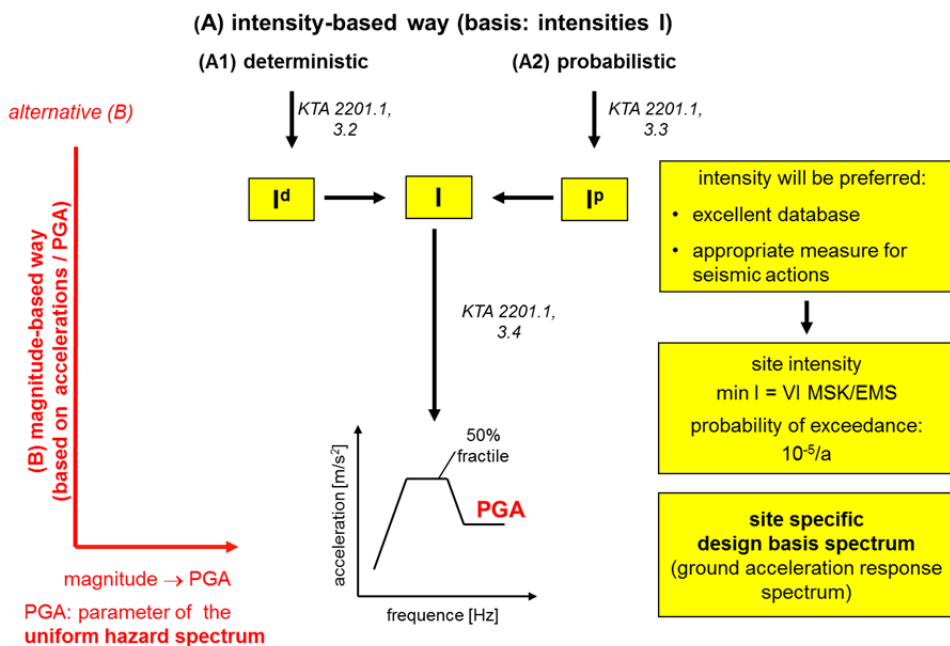 (A) intensity-based way (basis: intensities I)
(A1) deterministic
(A2) probabilistic
alternative (B)
KTA 2201.1,
3.2
KTA 2201.1,
3.3
I^d
I
I^p
intensity will be preferred:
• excellent database
• appropriate measure for
seismic actions
(B) magnitude-based way
(based on accelerations / PGA)
KTA 2201.1,
3.4
site intensity
min I = VI MSK/EMS
probability of exceedance:
10⁻⁵/a
50%
fractile
acceleration [m/s²]
PGA
frequence [Hz]
site specific
design basis spectrum
(ground acceleration response
spectrum)
magnitude → PGA
PGA: parameter of the
uniform hazard spectrum